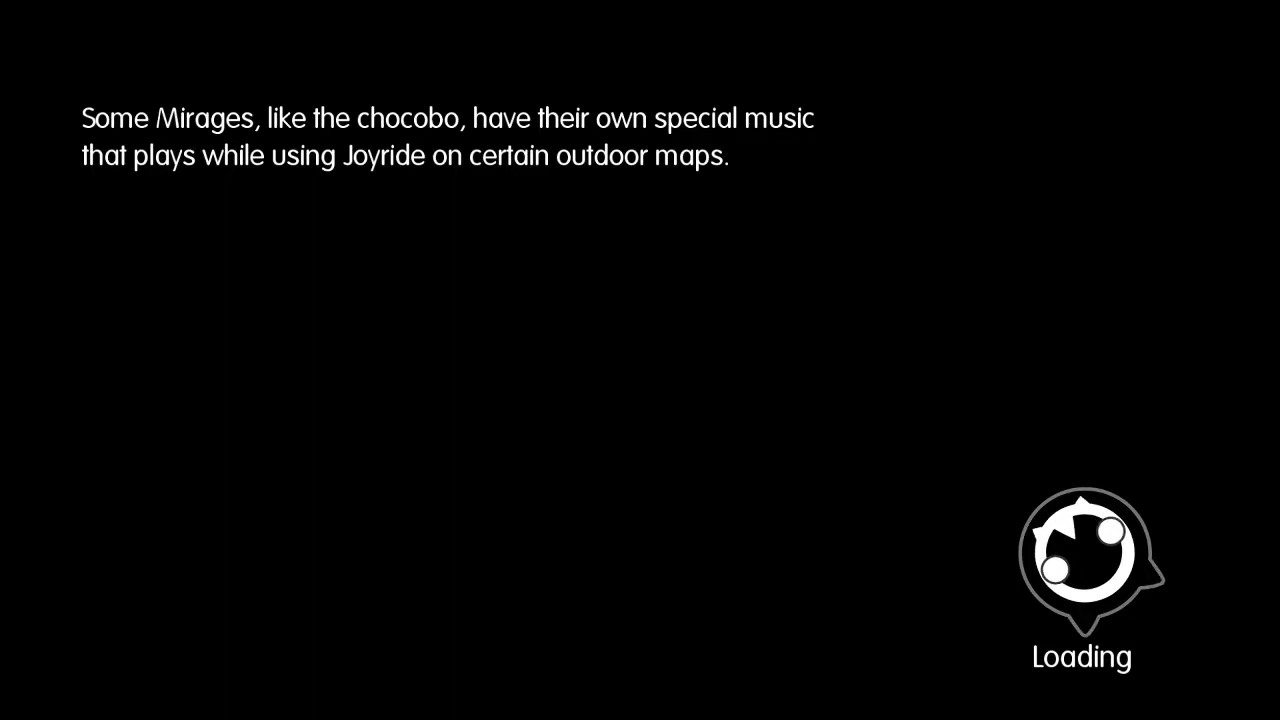 Some Mirages, like the chocobo, have their own special music
that plays while using Joyride on certain outdoor maps.
Loading